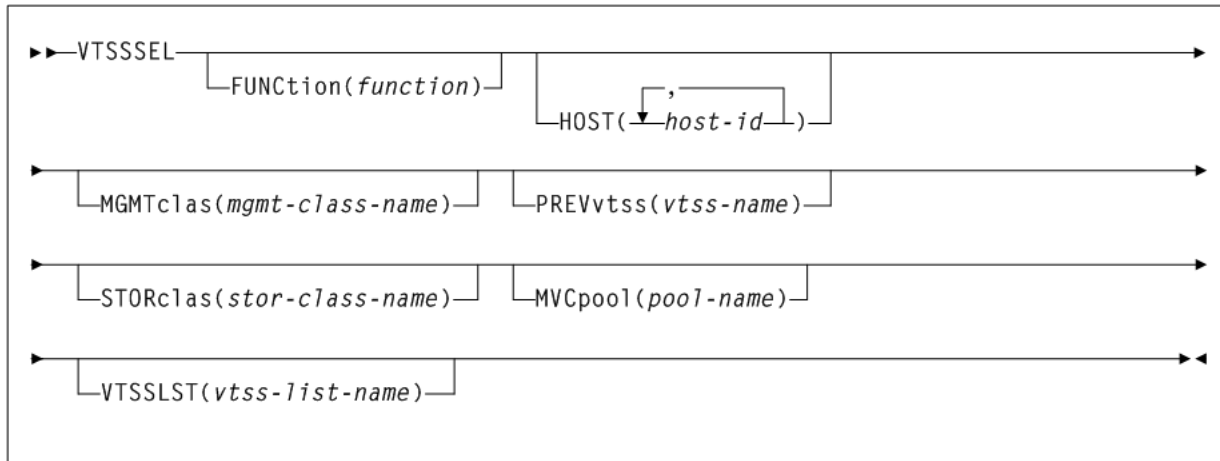 VTSSSEL
FUNCtion(function)
,
HOST(host-id)
MGMTclas(mgmt-class-name)
PREVvtss(vtss-name)
STORclas(stor-class-name)
MVCpool(pool-name)
VTSSLST(vtss-list-name)